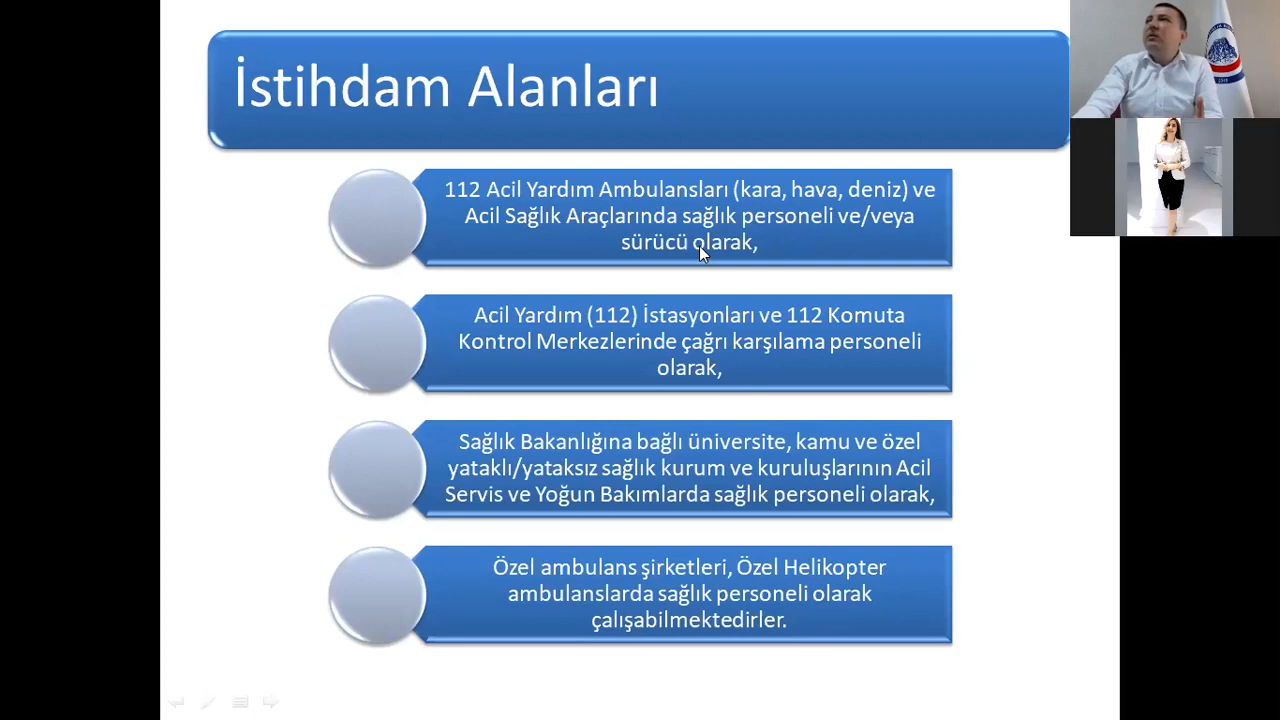 İstihdam Alanları
112 Acil Yardım Ambulansları (kara, hava, deniz) ve
Acil Sağlık Araçlarında sağlık personeli ve/veya
sürücü olarak,
Acil Yardım (112) İstasyonları ve 112 Komuta
Kontrol Merkezlerinde çağrı karşılama personeli
olarak,
Sağlık Bakanlığına bağlı üniversite, kamu ve özel
yataklı/yataksız sağlık kurum ve kuruluşlarının Acil
Servis ve Yoğun Bakımlarda sağlık personeli olarak,
Özel ambulans şirketleri, Özel Helikopter
ambulanslarda sağlık personeli olarak
çalışabilmektedirler.